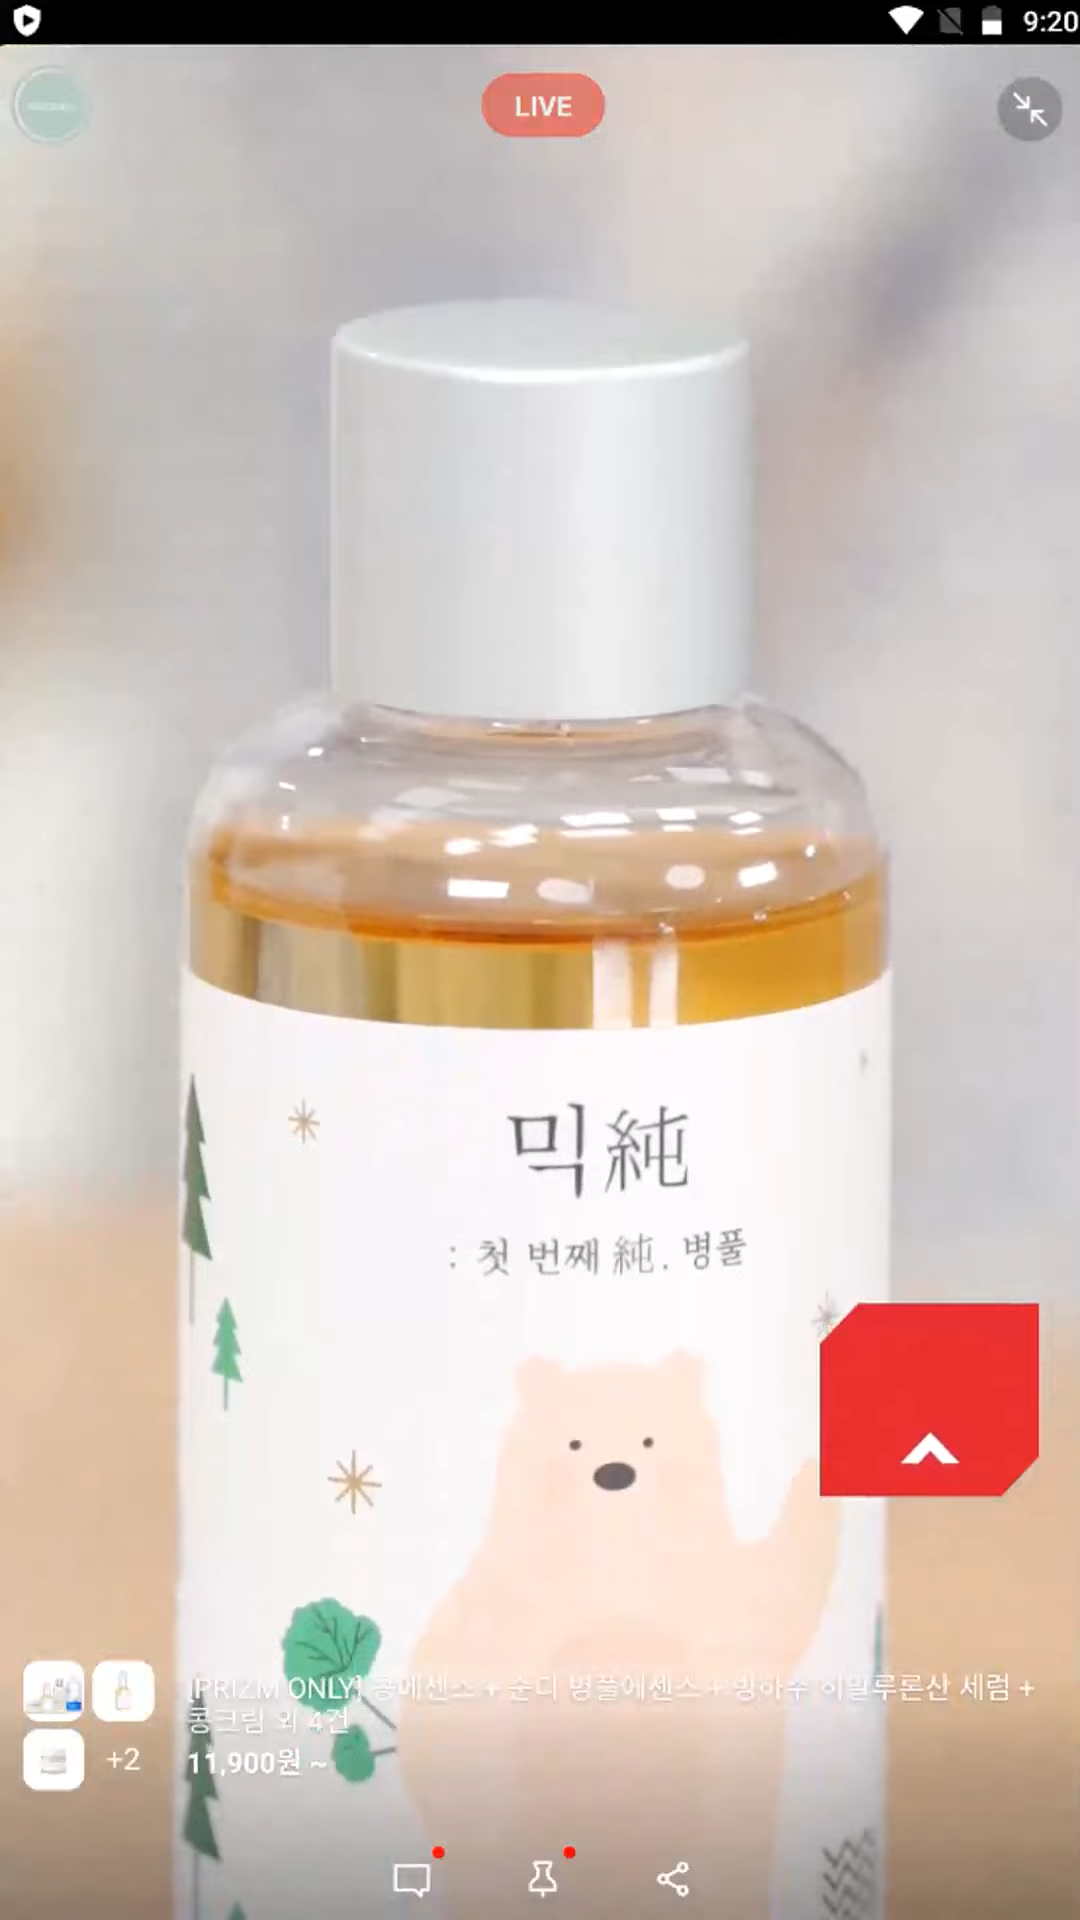 9:20
LIVE
믹純
: 첫 번째 純. 병풀
[PRIZM ONLY] 콩에센스 + 순디 병풀에센스 + 방아수 히알루론산 세럼 +
콩크림 외 4건
+2
11,900원 ~